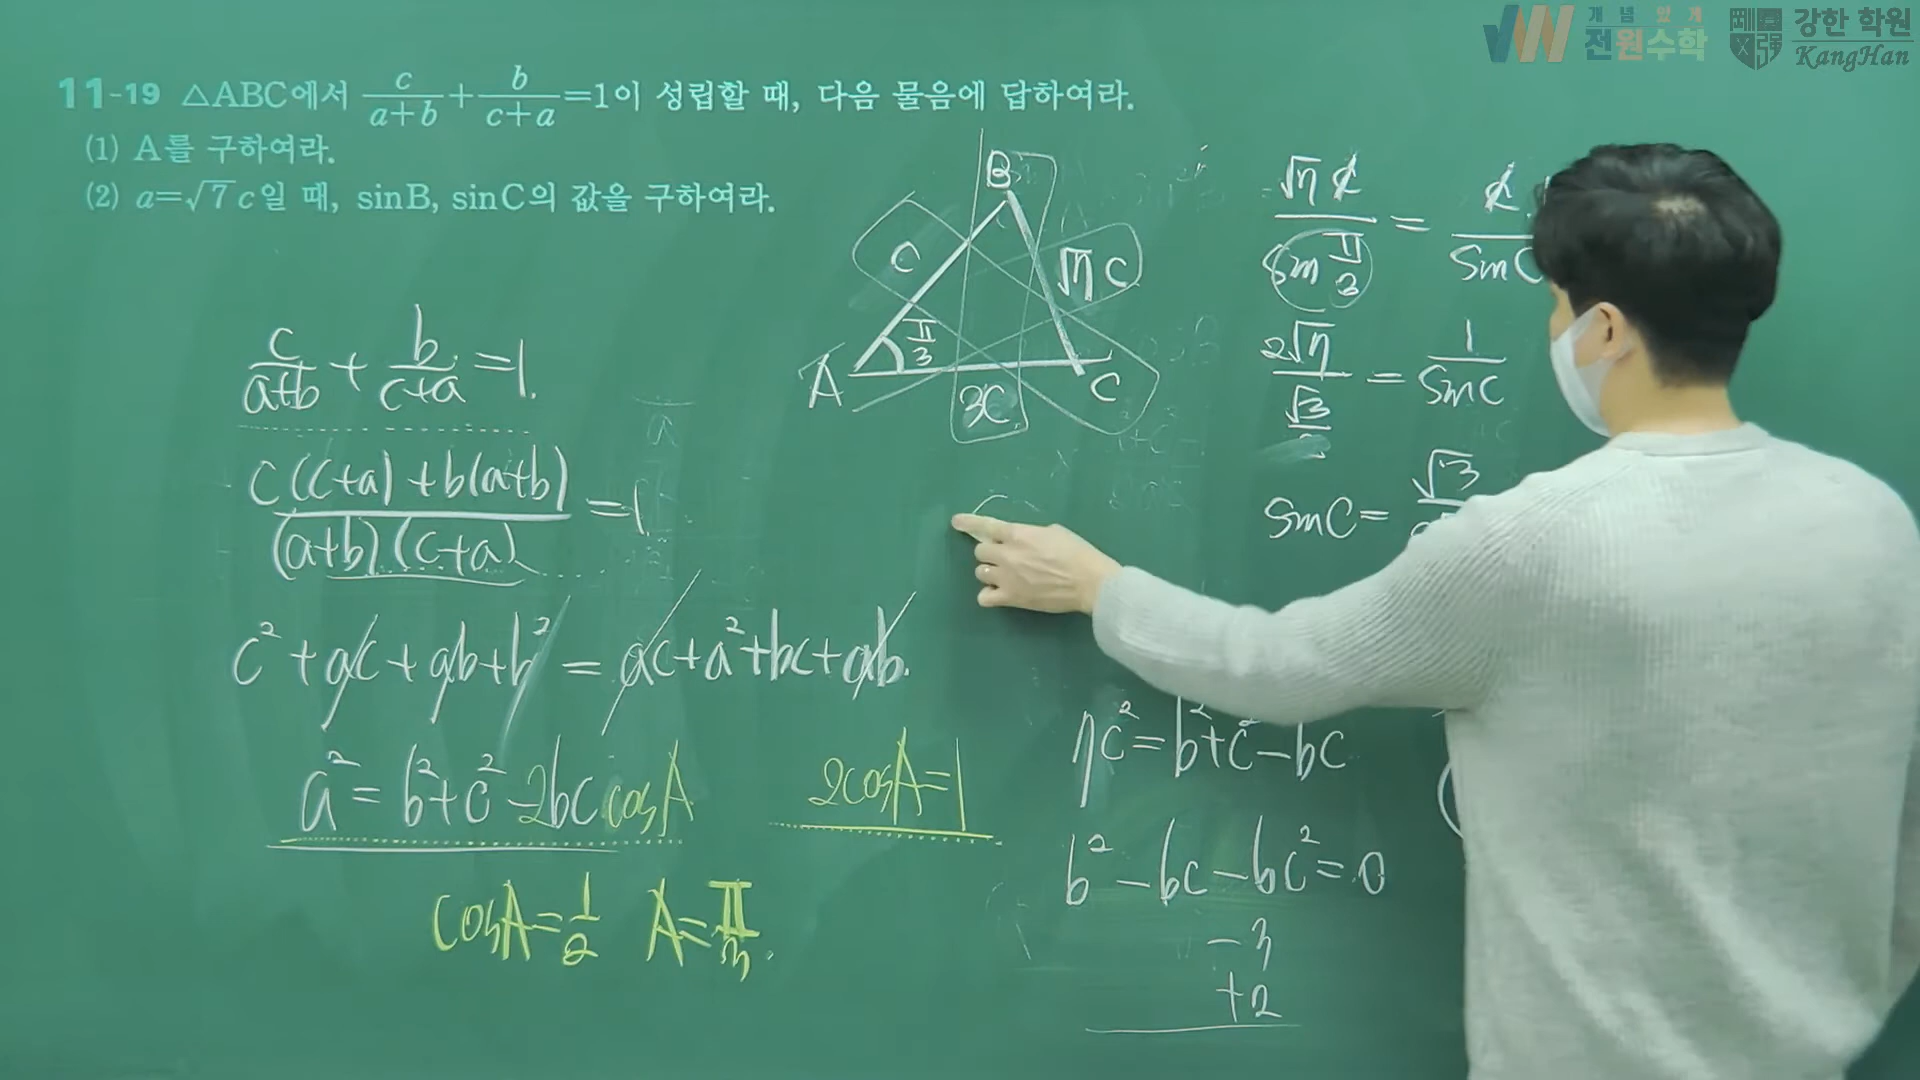 개념있게
전원수학
강한 학원
KangHan
11-19 △ABC에서 c/(a+b) + b/(c+a) =1이 성립할 때, 다음 물음에 답하여라.
(1) A를 구하여라.
(2) a=√7c일 때, sinB, sinC의 값을 구하여라.
c/(a+b) + b/(c+a) =1.
(c(c+a)+b(a+b))/((a+b)(c+a)) =1
c²+ac+ab+b² = ac+a²+bc+ab.
a²=b²+c²-2bc cosA
2cosA=1
cosA=1/2 A=π/3.
B
c
√7c
π/3
A
3c
C
√7c/(sin π/3) = c/sinC
2√7/√3 = 1/sinC
sinC= √3
7c²=b²+c²-bc
b²-bc-6c²=0
-3
+2